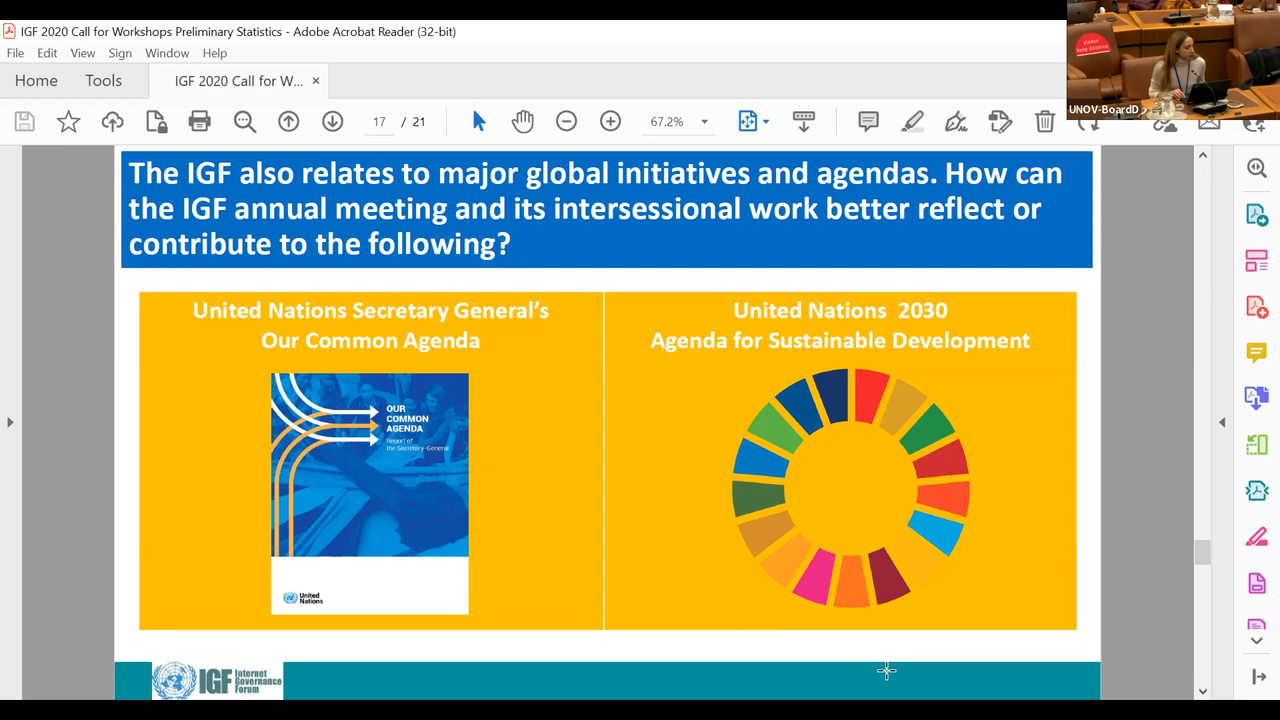 IGF 2020 Call for Workshops Preliminary Statistics - Adobe Acrobat Reader (32-bit)
File Edit View Sign Window Help
Home Tools IGF 2020 Call for W... ×
17 / 21 67.2%
please
keep distance
UNOV-BoardD
The IGF also relates to major global initiatives and agendas. How can
the IGF annual meeting and its intersessional work better reflect or
contribute to the following?
United Nations Secretary General's
Our Common Agenda
OUR
COMMON
AGENDA
Report of
the Secretary-General
United
Nations
United Nations 2030
Agenda for Sustainable Development
IGF Internet
Governance
Forum